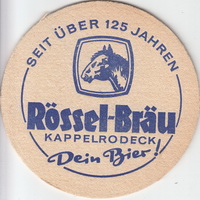 SEIT ÜBER 125 JAHREN
Rössel-Bräu
KAPPELRODECK
Dein Bier!